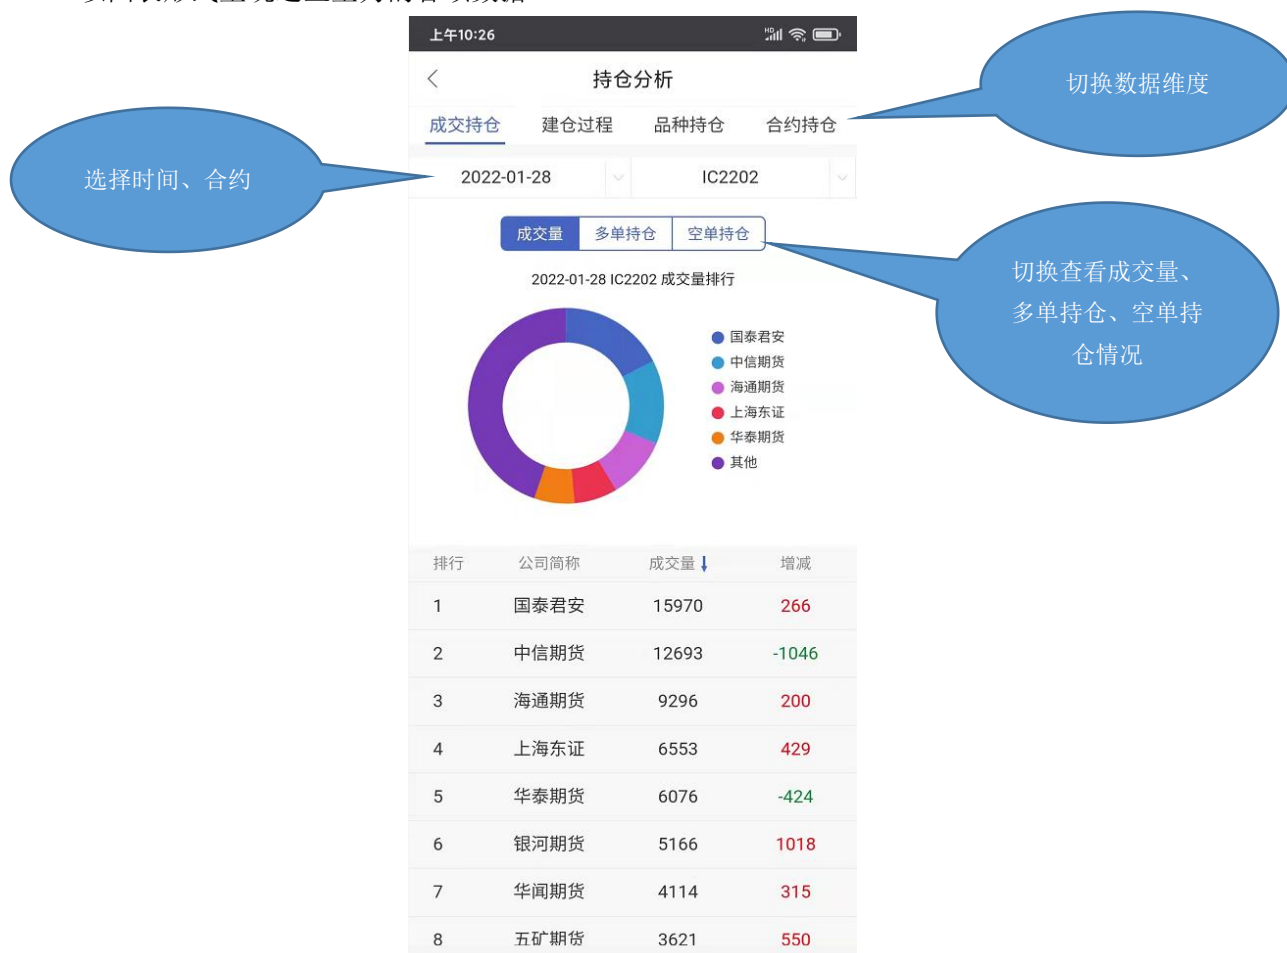 上午10:26
持仓分析
切换数据维度
成交持仓 建仓过程 品种持仓 合约持仓
选择时间、合约
2022-01-28 IC2202
成交量 多单持仓 空单持仓
切换查看成交量、
多单持仓、空单持
仓情况
2022-01-28 IC2202 成交量排行
国泰君安
中信期货
海通期货
上海东证
华泰期货
其他
排行 公司简称 成交量 增减
1 国泰君安 15970 266
2 中信期货 12693 -1046
3 海通期货 9296 200
4 上海东证 6553 429
5 华泰期货 6076 -424
6 银河期货 5166 1018
7 华闻期货 4114 315
8 五矿期货 3621 550